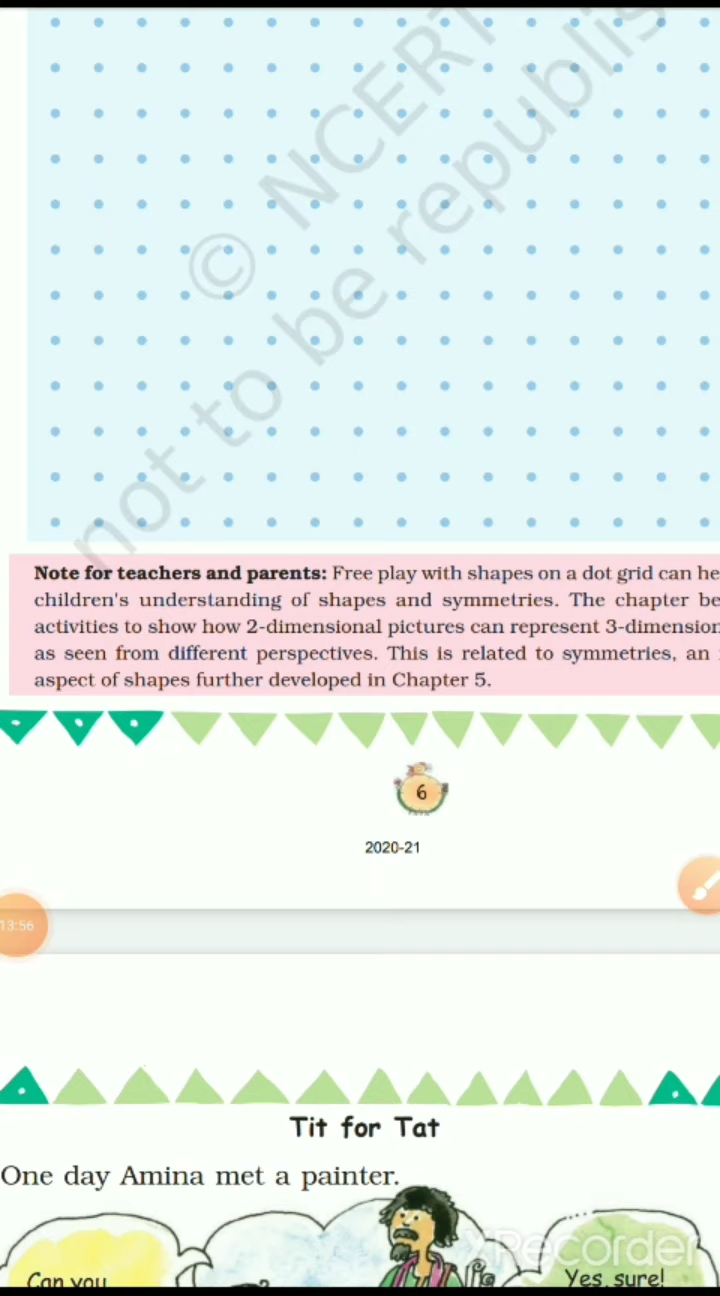 © NCERT
not to be republis
Note for teachers and parents: Free play with shapes on a dot grid can he
children's understanding of shapes and symmetries. The chapter be
activities to show how 2-dimensional pictures can represent 3-dimension
as seen from different perspectives. This is related to symmetries, an
aspect of shapes further developed in Chapter 5.
6
2020-21
13:56
Tit for Tat
One day Amina met a painter.
XRecorder
Can you
Yes, sure!